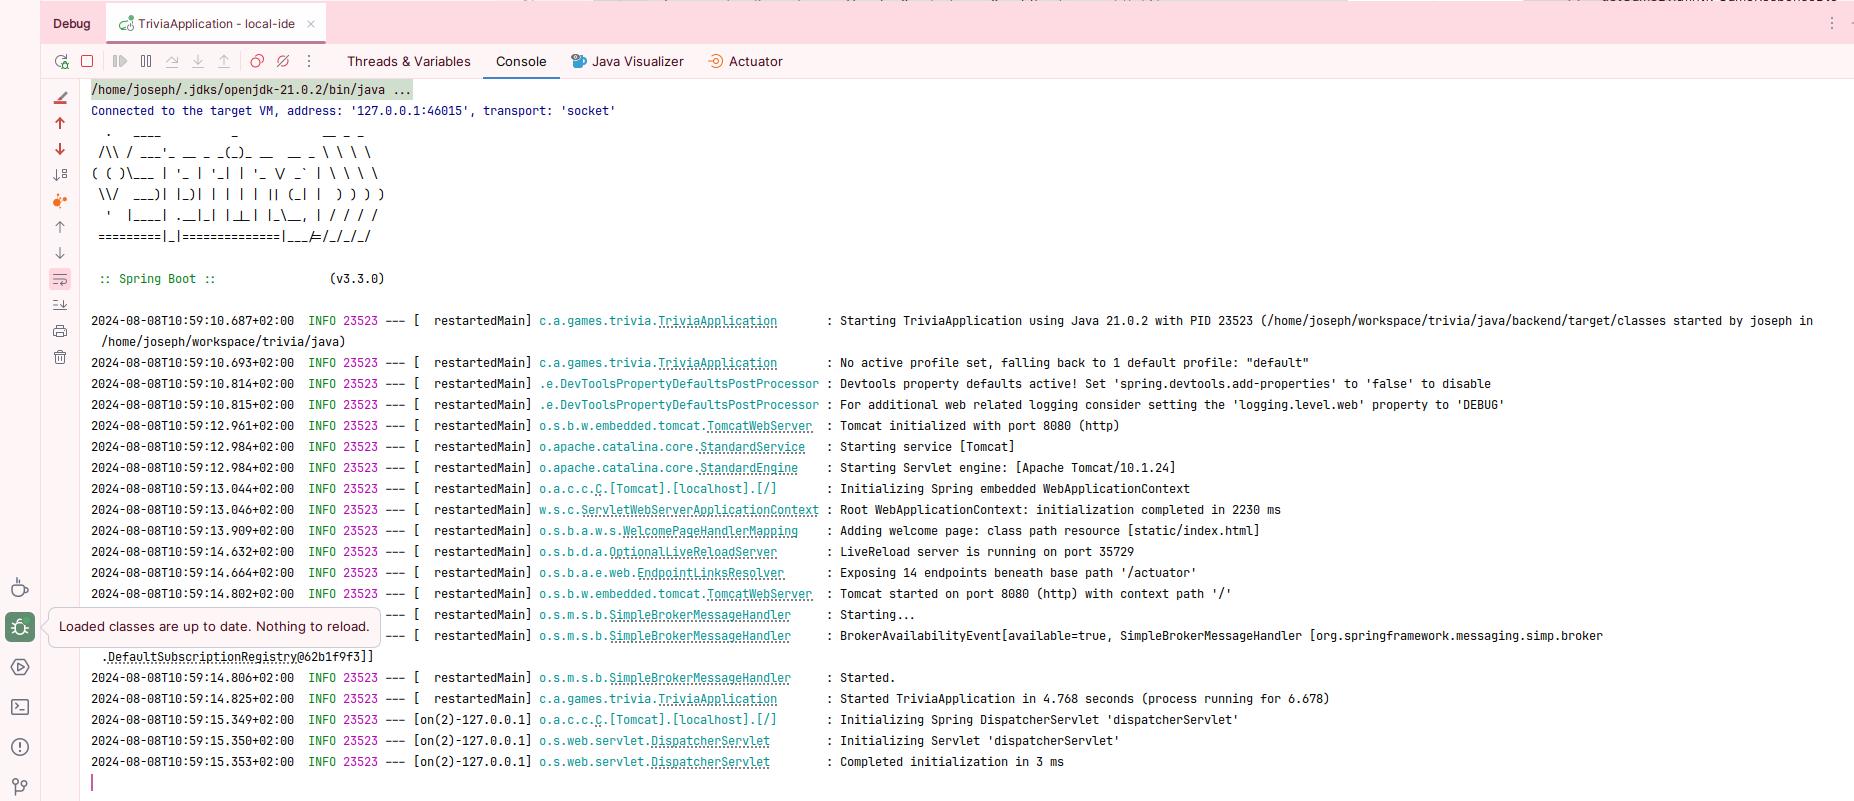 Debug
TriviaApplication - local-ide
Threads & Variables
Console
Java Visualizer
Actuator
/home/joseph/.jdks/openjdk-21.0.2/bin/java ...
Connected to the target VM, address: '127.0.0.1:46015', transport: 'socket'
:: Spring Boot :: (v3.3.0)
2024-08-08T10:59:10.687+02:00 INFO 23523 --- [ restartedMain] c.a.games.trivia.TriviaApplication : Starting TriviaApplication using Java 21.0.2 with PID 23523 (/home/joseph/workspace/trivia/java/backend/target/classes started by joseph in
/home/joseph/workspace/trivia/java)
2024-08-08T10:59:10.693+02:00 INFO 23523 --- [ restartedMain] c.a.games.trivia.TriviaApplication : No active profile set, falling back to 1 default profile: "default"
2024-08-08T10:59:10.814+02:00 INFO 23523 --- [ restartedMain] .e.DevToolsPropertyDefaultsPostProcessor : Devtools property defaults active! Set 'spring.devtools.add-properties' to 'false' to disable
2024-08-08T10:59:10.815+02:00 INFO 23523 --- [ restartedMain] .e.DevToolsPropertyDefaultsPostProcessor : For additional web related logging consider setting the 'logging.level.web' property to 'DEBUG'
2024-08-08T10:59:12.961+02:00 INFO 23523 --- [ restartedMain] o.s.b.w.embedded.tomcat.TomcatWebServer : Tomcat initialized with port 8080 (http)
2024-08-08T10:59:12.984+02:00 INFO 23523 --- [ restartedMain] o.apache.catalina.core.StandardService : Starting service [Tomcat]
2024-08-08T10:59:12.984+02:00 INFO 23523 --- [ restartedMain] o.apache.catalina.core.StandardEngine : Starting Servlet engine: [Apache Tomcat/10.1.24]
2024-08-08T10:59:13.044+02:00 INFO 23523 --- [ restartedMain] o.a.c.c.C.[Tomcat].[localhost].[/] : Initializing Spring embedded WebApplicationContext
2024-08-08T10:59:13.046+02:00 INFO 23523 --- [ restartedMain] w.s.c.ServletWebServerApplicationContext : Root WebApplicationContext: initialization completed in 2230 ms
2024-08-08T10:59:13.909+02:00 INFO 23523 --- [ restartedMain] o.s.b.a.w.s.WelcomePageHandlerMapping : Adding welcome page: class path resource [static/index.html]
2024-08-08T10:59:14.632+02:00 INFO 23523 --- [ restartedMain] o.s.b.d.a.OptionalLiveReloadServer : LiveReload server is running on port 35729
2024-08-08T10:59:14.664+02:00 INFO 23523 --- [ restartedMain] o.s.b.a.e.web.EndpointLinksResolver : Exposing 14 endpoints beneath base path '/actuator'
2024-08-08T10:59:14.802+02:00 INFO 23523 --- [ restartedMain] o.s.b.w.embedded.tomcat.TomcatWebServer : Tomcat started on port 8080 (http) with context path '/'
--- [ restartedMain] o.s.m.s.b.SimpleBrokerMessageHandler : Starting...
Loaded classes are up to date. Nothing to reload.
--- [ restartedMain] o.s.m.s.b.SimpleBrokerMessageHandler : BrokerAvailabilityEvent[available=true, SimpleBrokerMessageHandler [org.springframework.messaging.simp.broker
.DefaultSubscriptionRegistry@62b1f9f3]]
2024-08-08T10:59:14.806+02:00 INFO 23523 --- [ restartedMain] o.s.m.s.b.SimpleBrokerMessageHandler : Started.
2024-08-08T10:59:14.825+02:00 INFO 23523 --- [ restartedMain] c.a.games.trivia.TriviaApplication : Started TriviaApplication in 4.768 seconds (process running for 6.678)
2024-08-08T10:59:15.349+02:00 INFO 23523 --- [on(2)-127.0.0.1] o.a.c.c.C.[Tomcat].[localhost].[/] : Initializing Spring DispatcherServlet 'dispatcherServlet'
2024-08-08T10:59:15.350+02:00 INFO 23523 --- [on(2)-127.0.0.1] o.s.web.servlet.DispatcherServlet : Initializing Servlet 'dispatcherServlet'
2024-08-08T10:59:15.353+02:00 INFO 23523 --- [on(2)-127.0.0.1] o.s.web.servlet.DispatcherServlet : Completed initialization in 3 ms